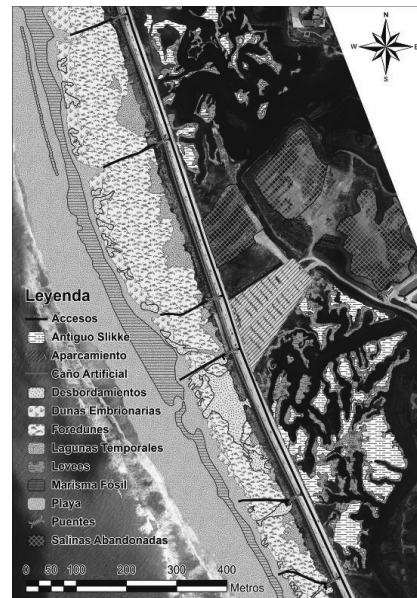 N
W E
S
Leyenda
Accesos
Antiguo Slikke
Aparcamiento
Caño Artificial
Desbordamientos
Dunas Embrionarias
Foredunes
Lagunas Temporales
Levees
Marisma Fósil
Playa
Puentes
Salinas Abandonadas
0 50 100 200 300 400
Metros